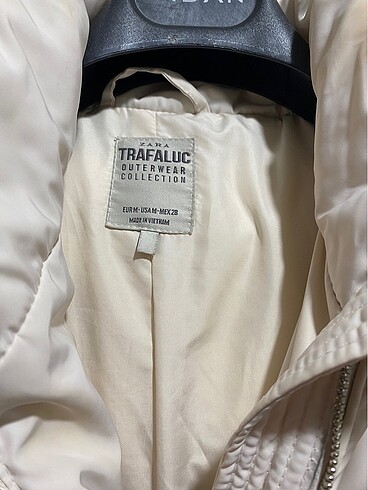 ZARA
TRAFALUC
OUTERWEAR
COLLECTION
EUR M-USA M-MEX 28
MADE IN VIETNAM